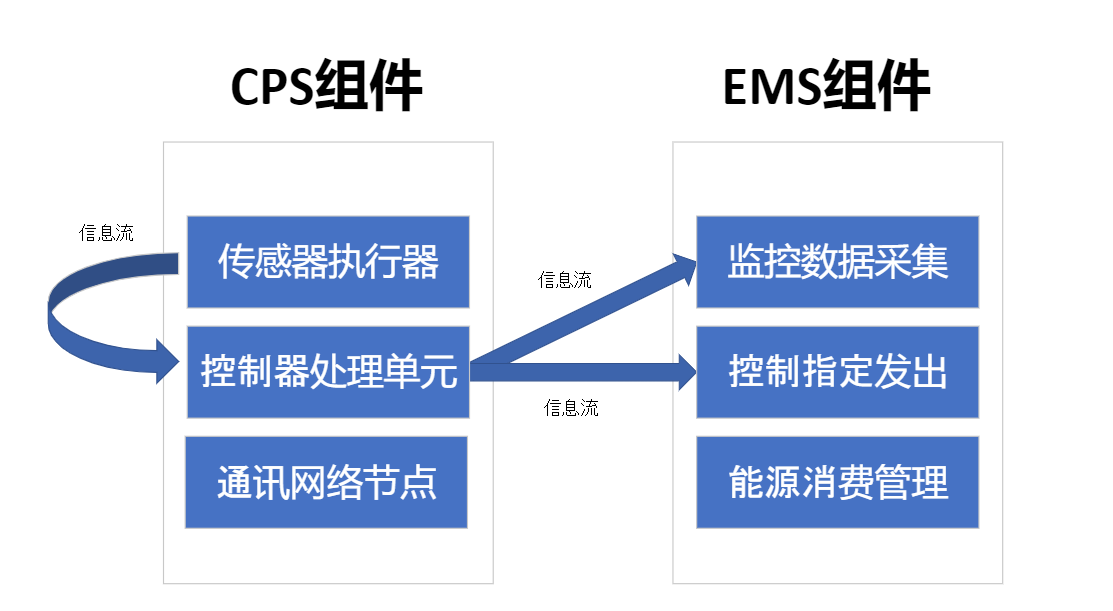 CPS组件
EMS组件
信息流
传感器执行器
监控数据采集
信息流
控制器处理单元
控制指定发出
信息流
通讯网络节点
能源消费管理